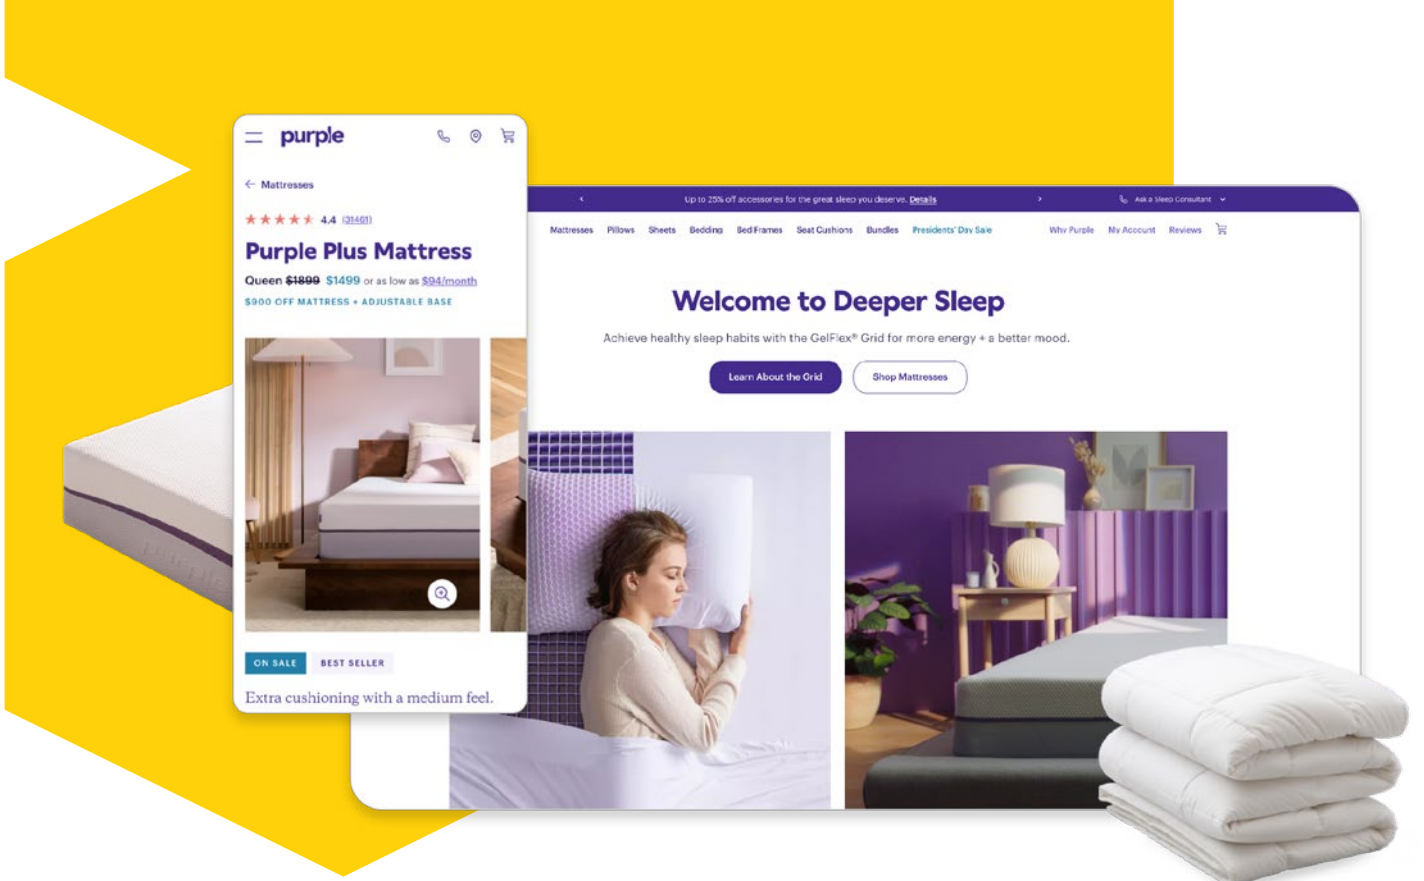 purple
← Mattresses
4.4 (31461)
Purple Plus Mattress
Queen $1899 $1499 or as low as $94/month
$900 OFF MATTRESS + ADJUSTABLE BASE
ON SALE BEST SELLER
Extra cushioning with a medium feel.
Up to 25% off accessories for the great sleep you deserve. Details
Ask a Sleep Consultant
Mattresses Pillows Sheets Bedding Bed Frames Seat Cushions Bundles Presidents' Day Sale Why Purple My Account Reviews
Welcome to Deeper Sleep
Achieve healthy sleep habits with the GelFlex® Grid for more energy + a better mood.
Learn About the Grid Shop Mattresses